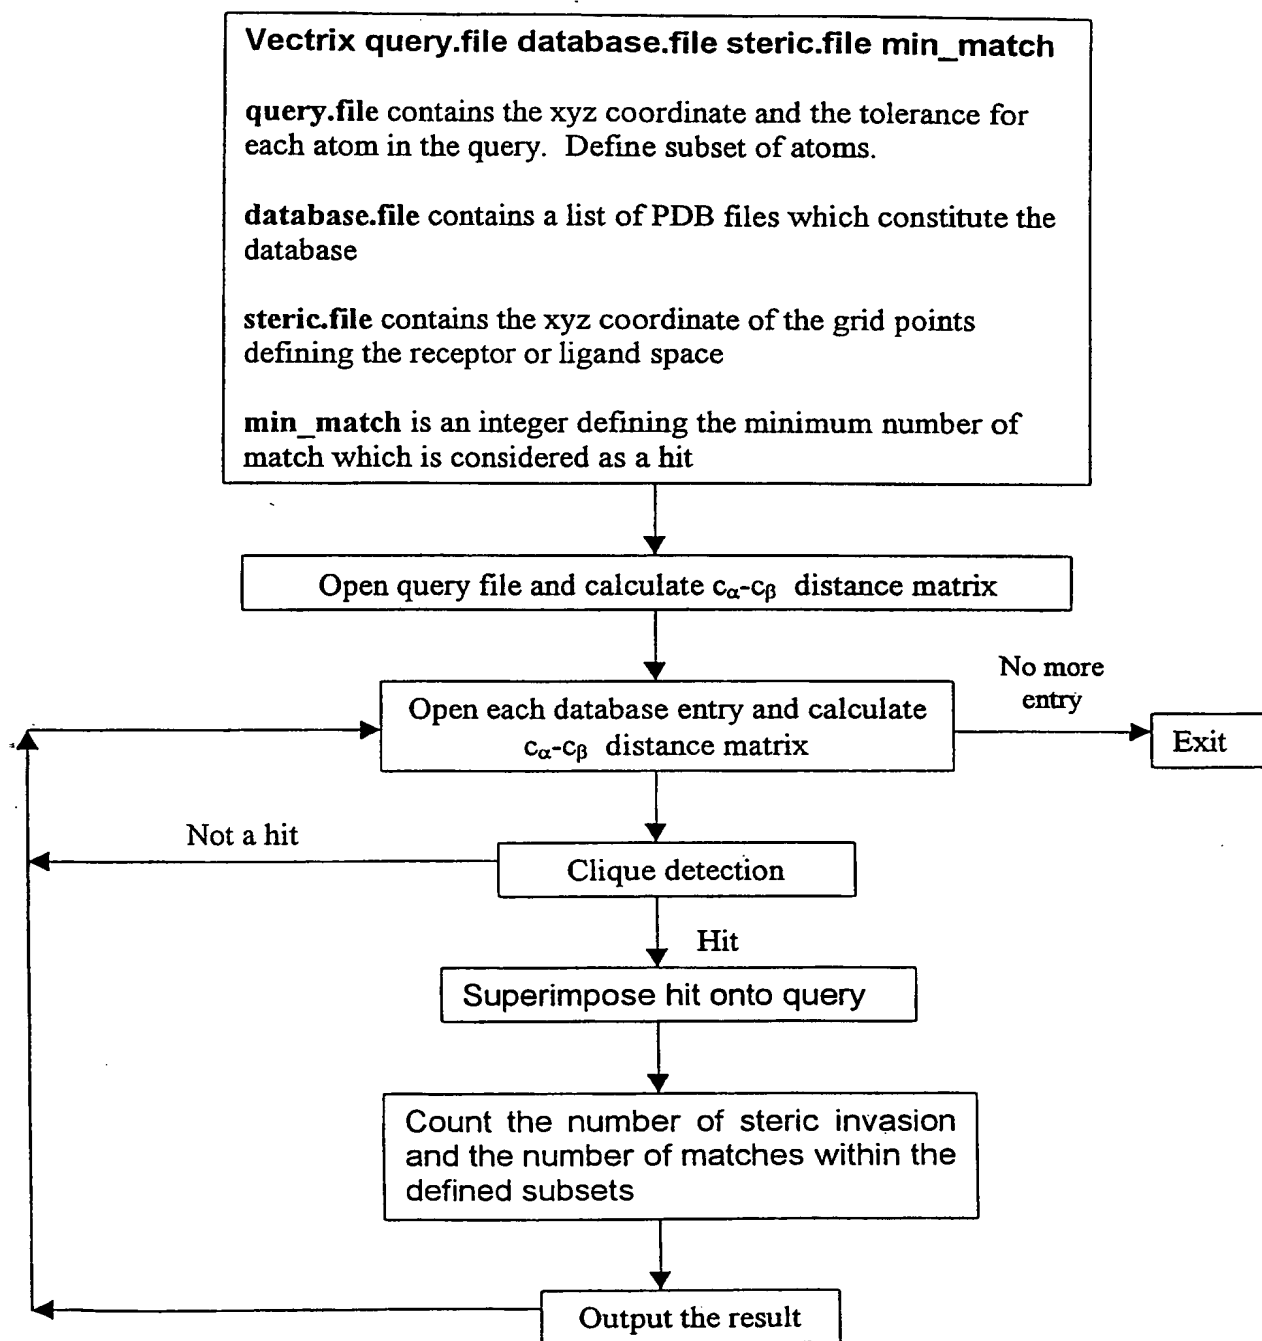 Vectrix query.file database.file steric.file min_match
query.file contains the xyz coordinate and the tolerance for
each atom in the query. Define subset of atoms.
database.file contains a list of PDB files which constitute the
database
steric.file contains the xyz coordinate of the grid points
defining the receptor or ligand space
min_match is an integer defining the minimum number of
match which is considered as a hit
Open query file and calculate cα-cβ distance matrix
No more
entry
Open each database entry and calculate
cα-cβ distance matrix
Exit
Not a hit
Clique detection
Hit
Superimpose hit onto query
Count the number of steric invasion
and the number of matches within the
defined subsets
Output the result